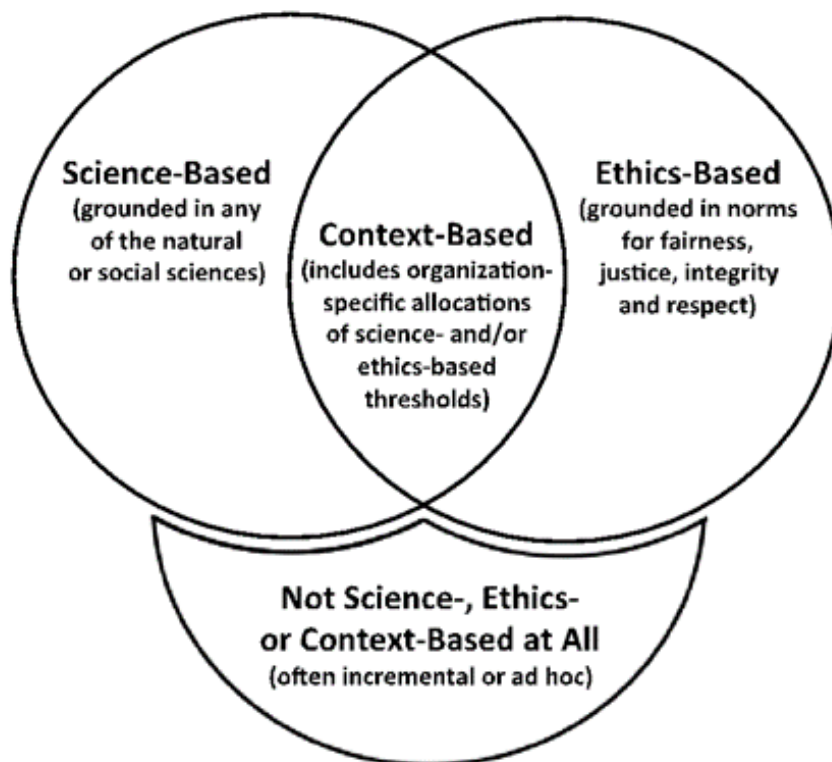 Science-Based
(grounded in any
of the natural
or social sciences)
Context-Based
(includes organization-
specific allocations
of science- and/or
ethics-based
thresholds)
Ethics-Based
(grounded in norms
for fairness,
justice, integrity
and respect)
Not Science-, Ethics-
or Context-Based at All
(often incremental or ad hoc)